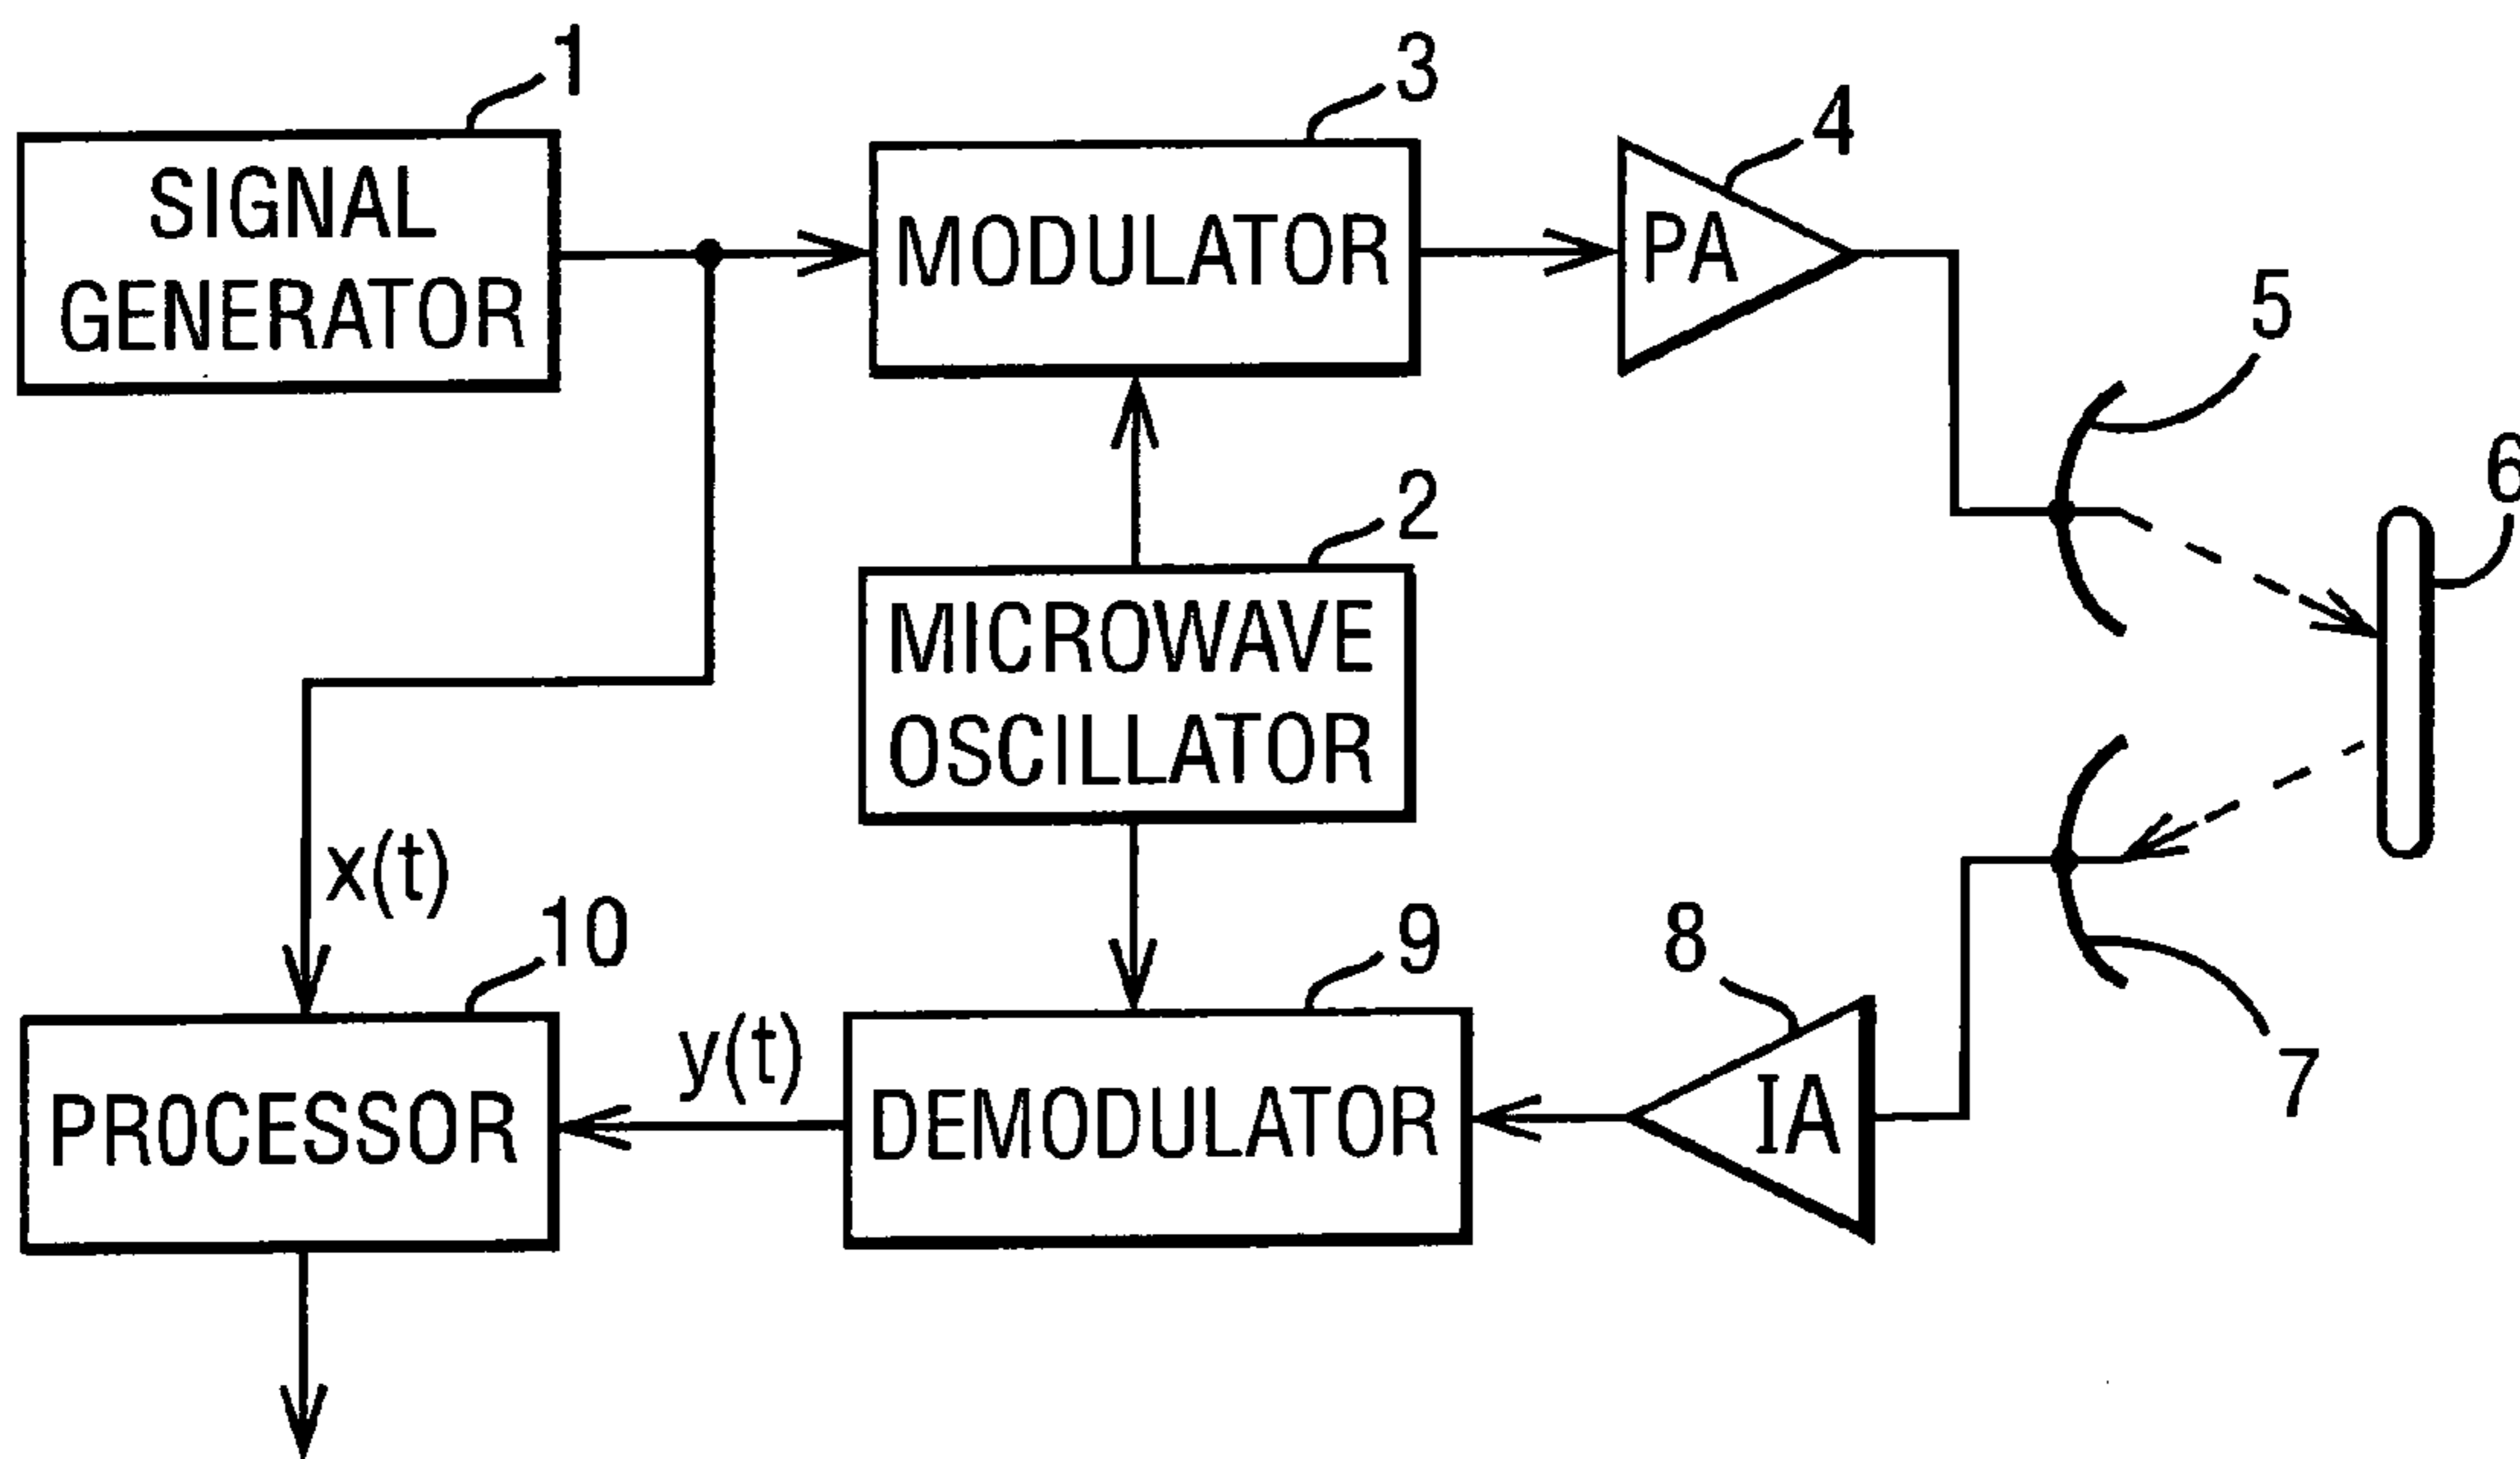 1
3
4
SIGNAL
GENERATOR
MODULATOR
PA
5
6
2
MICROWAVE
OSCILLATOR
x(t)
10
9
8
7
y(t)
PROCESSOR
DEMODULATOR
IA